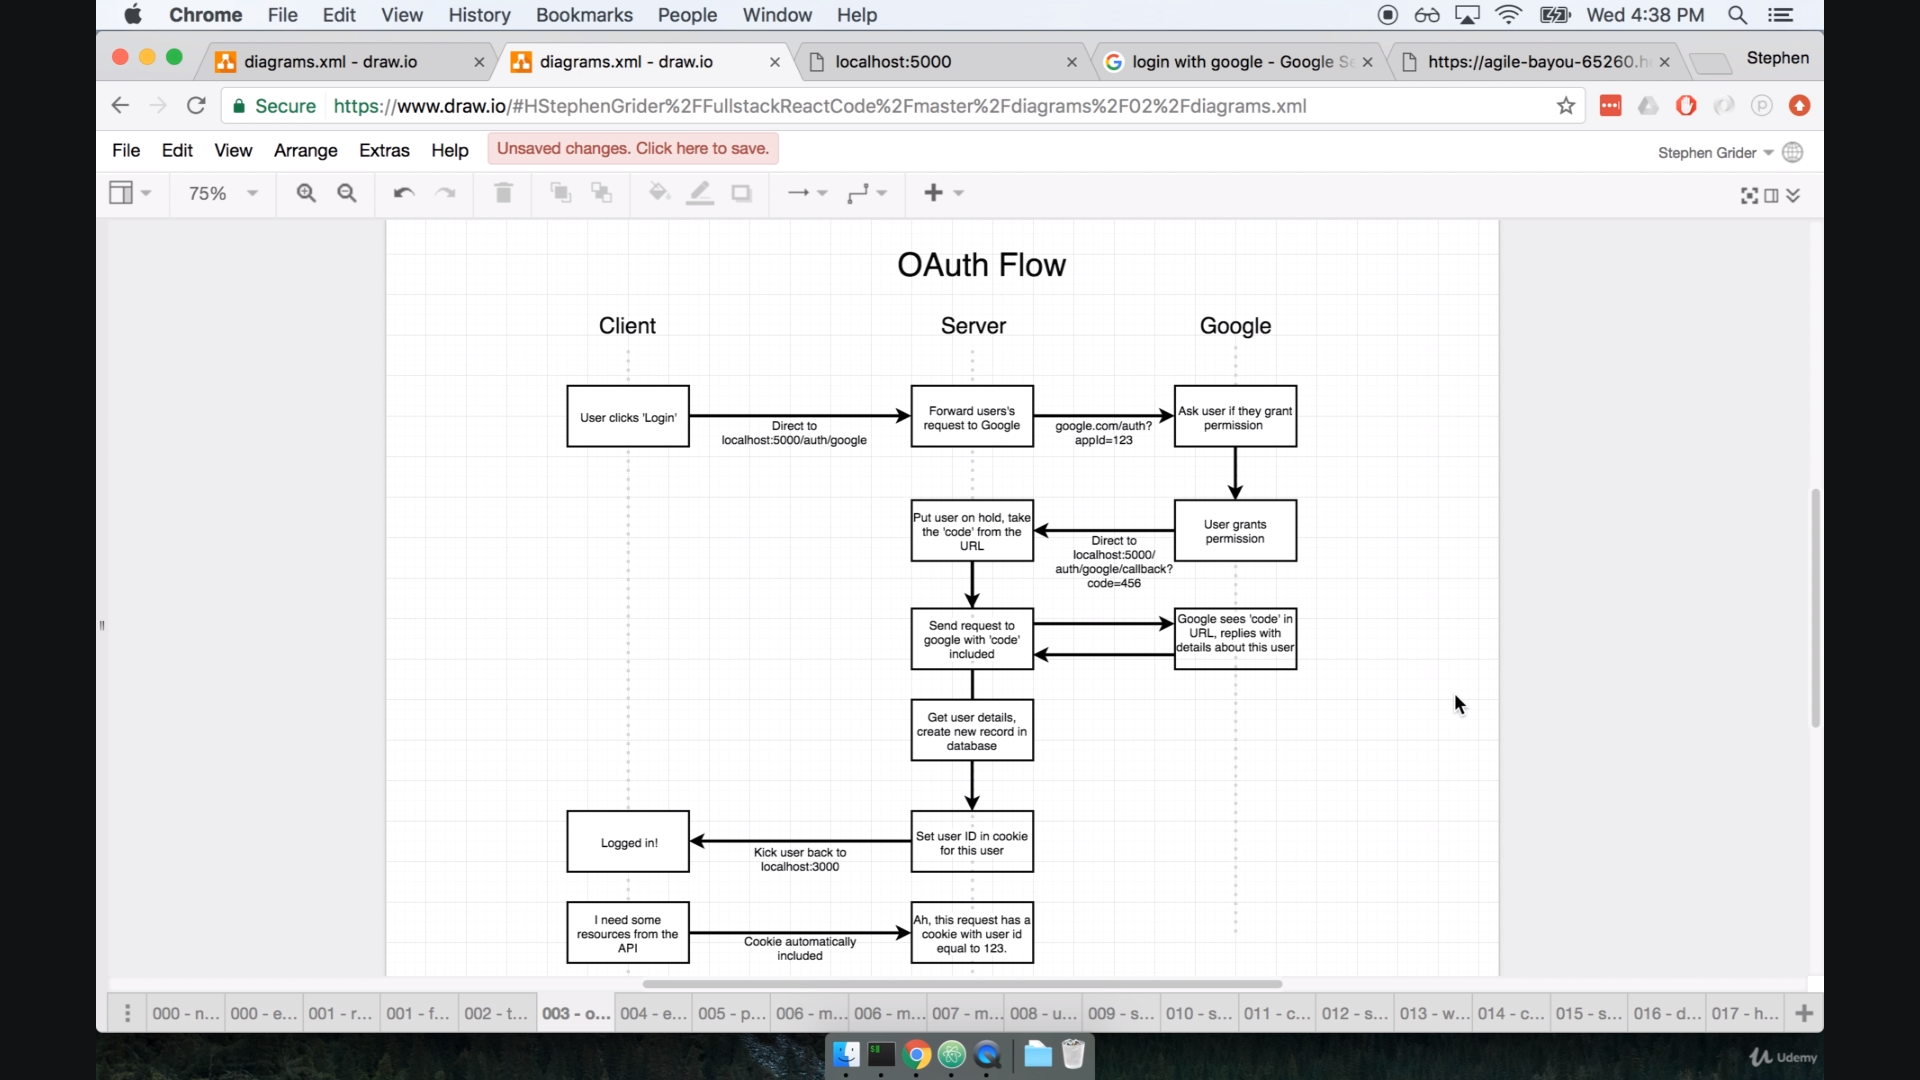 Chrome File Edit View History Bookmarks People Window Help Wed 4:38 PM
diagrams.xml - draw.io
diagrams.xml - draw.io
localhost:5000
login with google - Google Se
https://agile-bayou-65260.he
Stephen
Secure https://www.draw.io/#HStephenGrider%2FFullstackReactCode%2Fmaster%2Fdiagrams%2F02%2Fdiagrams.xml
File Edit View Arrange Extras Help Unsaved changes. Click here to save. Stephen Grider
75%
OAuth Flow
Client Server Google
User clicks 'Login'
Direct to
localhost:5000/auth/google
Forward users's
request to Google
google.com/auth?
appId=123
Ask user if they grant
permission
Put user on hold, take
the 'code' from the
URL
Direct to
localhost:5000/
auth/google/callback?
code=456
User grants
permission
Send request to
google with 'code'
included
Google sees 'code' in
URL, replies with
details about this user
Get user details,
create new record in
database
Logged in!
Kick user back to
localhost:3000
Set user ID in cookie
for this user
I need some
resources from the
API
Cookie automatically
included
Ah, this request has a
cookie with user id
equal to 123.
000 - n... 000 - e... 001 - r... 001 - f... 002 - t... 003 - o... 004 - e... 005 - p... 006 - m... 006 - m... 007 - m... 008 - u... 009 - s... 010 - s... 011 - c... 012 - s... 013 - w... 014 - c... 015 - s... 016 - d... 017 - h...
Udemy